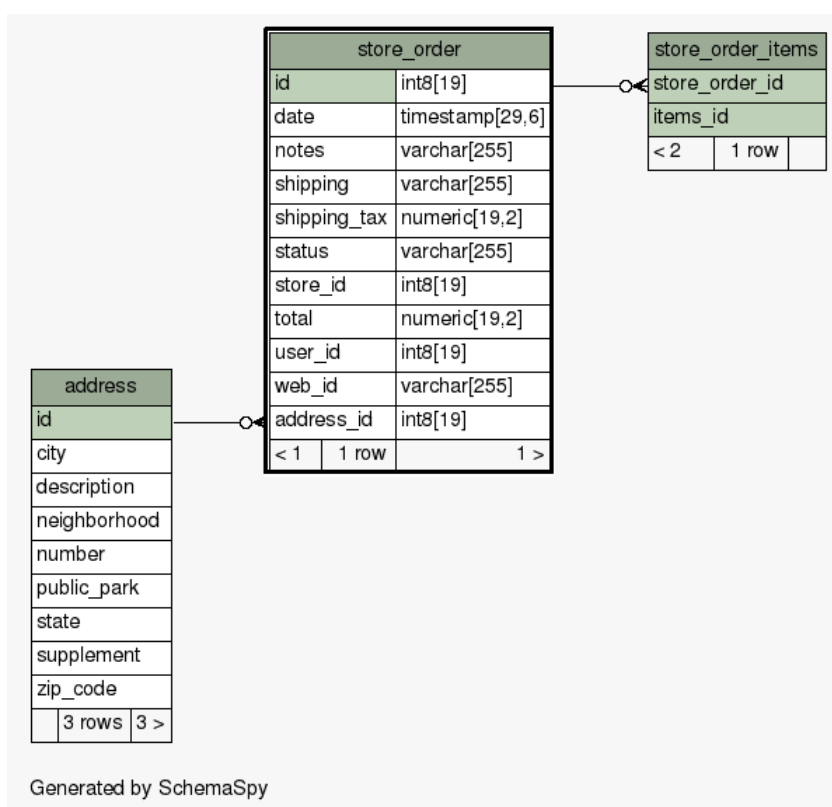 store_order
id int8[19]
date timestamp[29,6]
notes varchar[255]
shipping varchar[255]
shipping_tax numeric[19,2]
status varchar[255]
store_id int8[19]
total numeric[19,2]
user_id int8[19]
web_id varchar[255]
address_id int8[19]
< 1 1 row 1 >
store_order_items
store_order_id
items_id
< 2 1 row
address
id
city
description
neighborhood
number
public_park
state
supplement
zip_code
3 rows 3 >
Generated by SchemaSpy